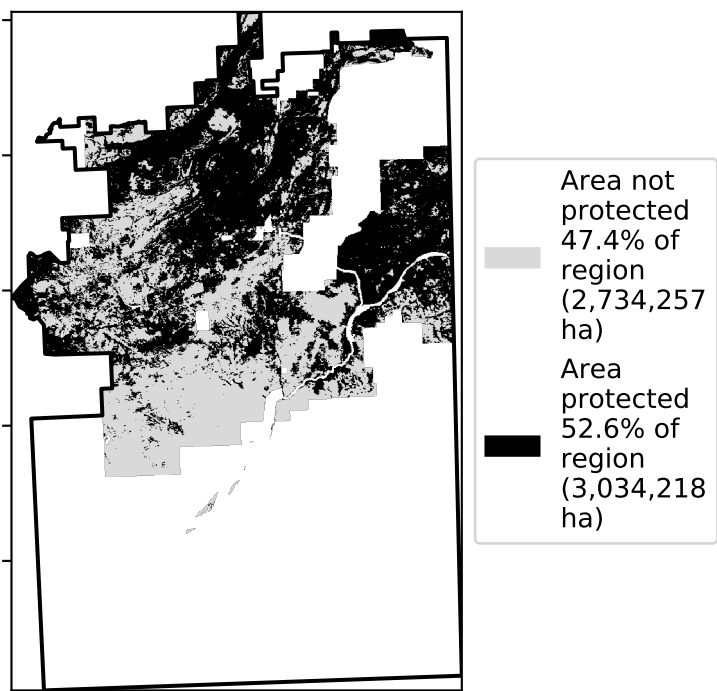 Area not
protected
47.4% of
region
(2,734,257
ha)
Area
protected
52.6% of
region
(3,034,218
ha)